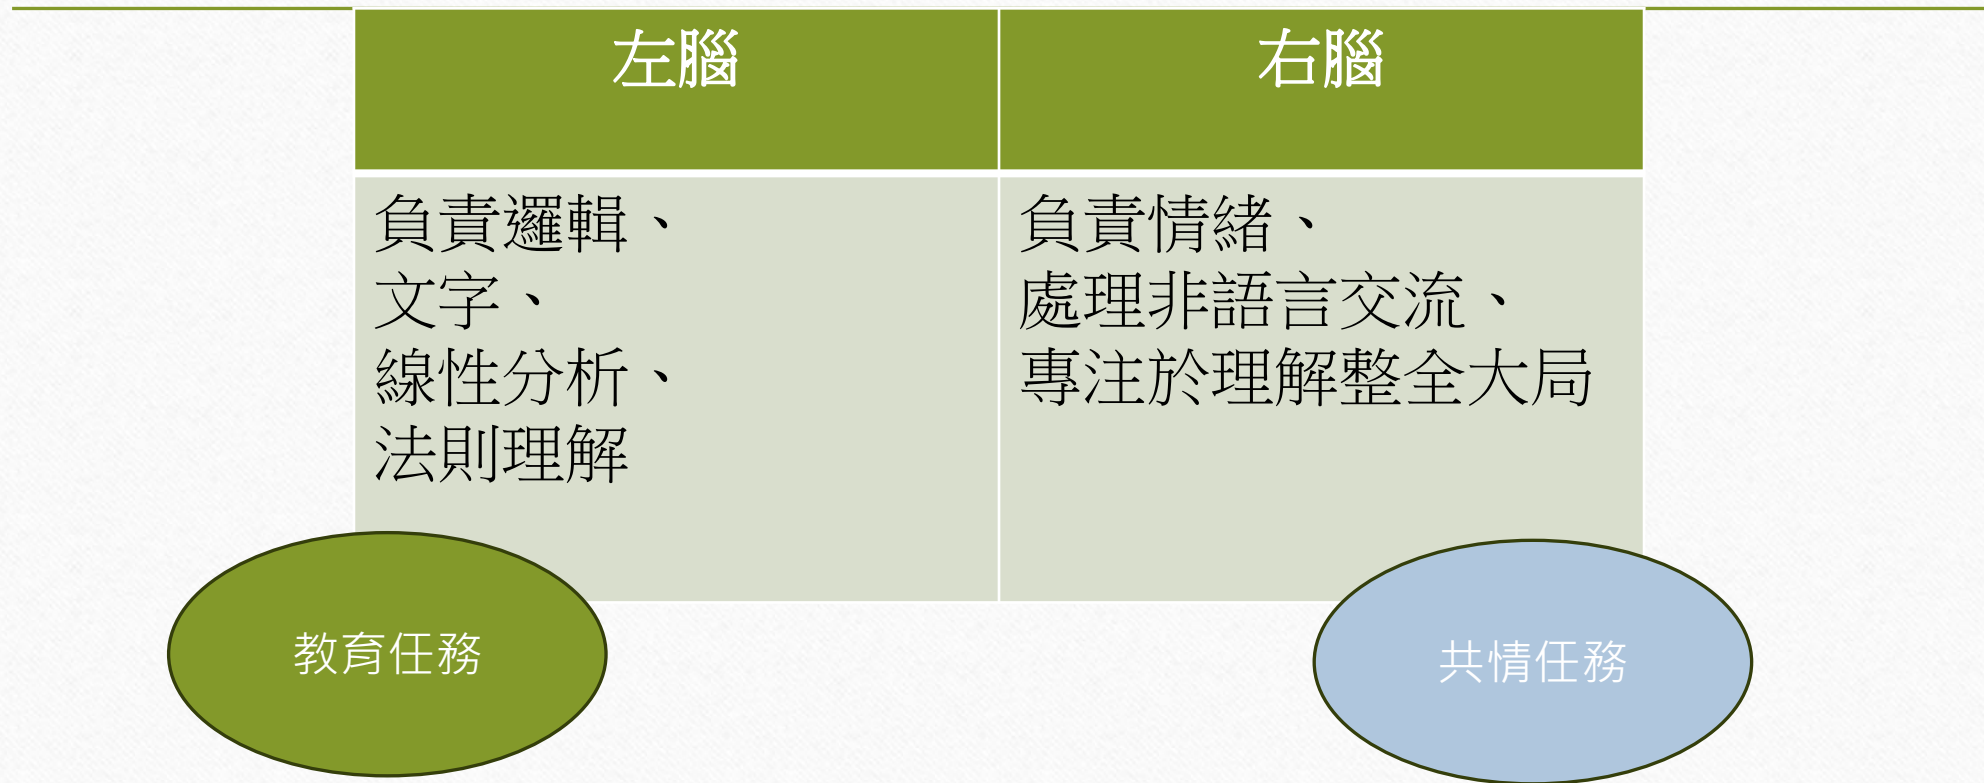 左腦
右腦
負責邏輯、
文字、
線性分析、
法則理解
負責情緒、
處理非語言交流、
專注於理解整全大局
教育任務
共情任務